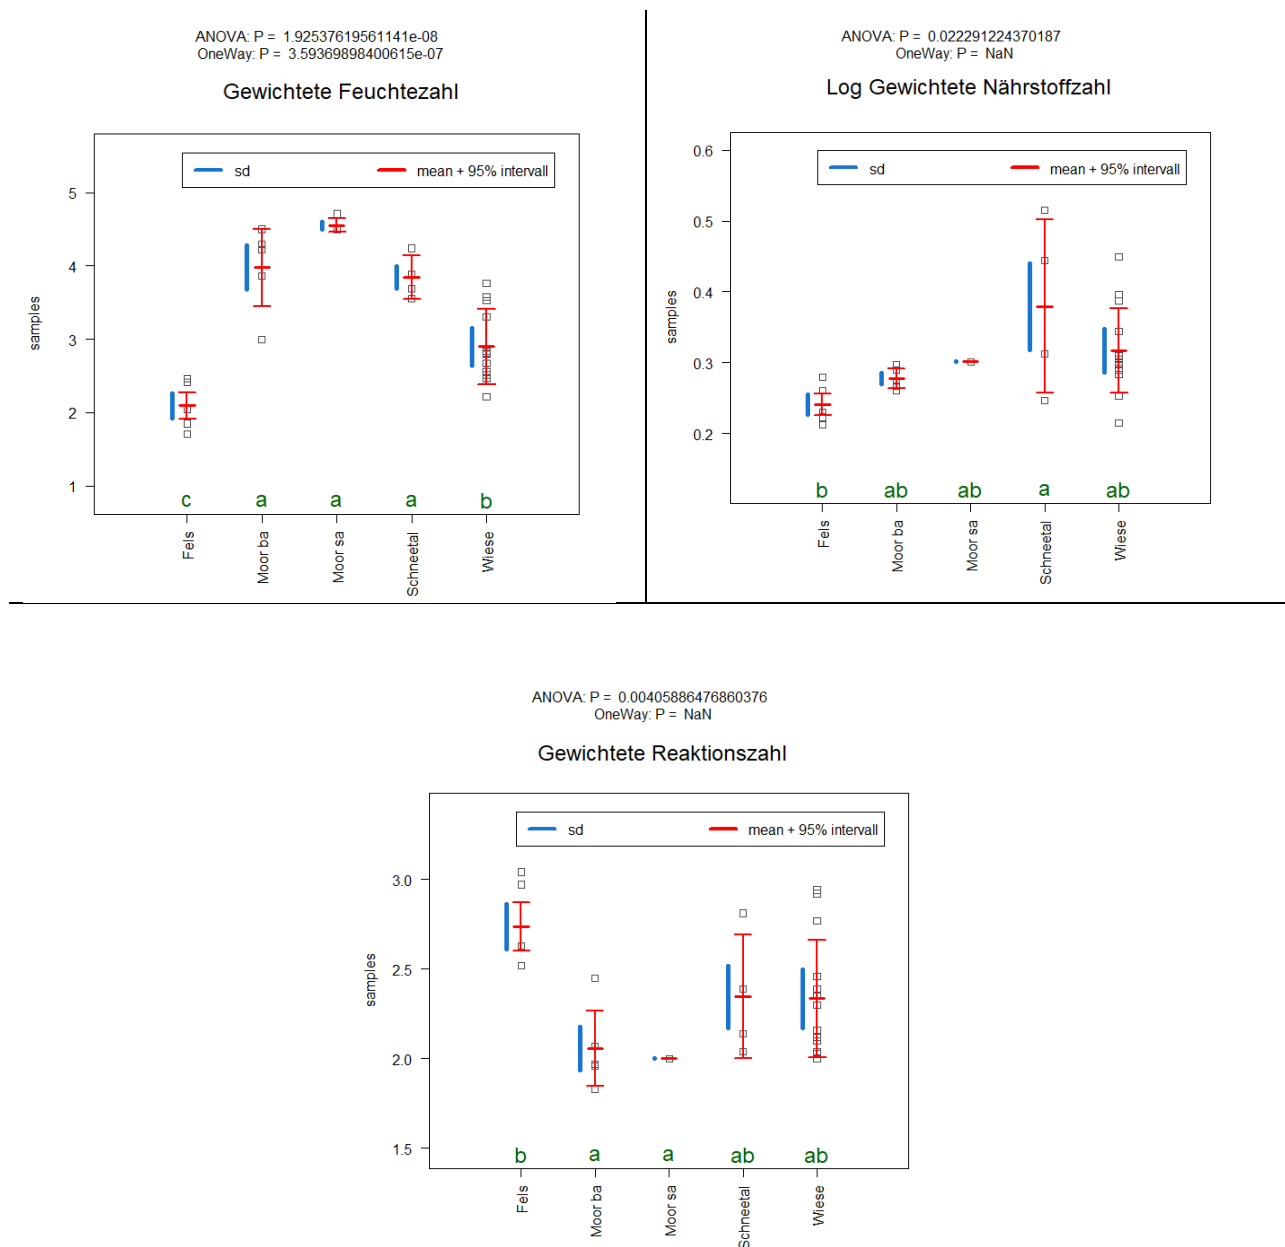 ANOVA: P = 1.92537619561141e-08
OneWay: P = 3.59369898400615e-07
Gewichtete Feuchtezahl
sd
mean + 95% intervall
samples
5
4
3
2
1
c a a a b
Fels
Moor ba
Moor sa
Schneetal
Wiese
ANOVA: P = 0.022291224370187
OneWay: P = NaN
Log Gewichtete Nährstoffzahl
sd
mean + 95% intervall
samples
0.6
0.5
0.4
0.3
0.2
b ab ab a ab
Fels
Moor ba
Moor sa
Schneetal
Wiese
ANOVA: P = 0.00405886476860376
OneWay: P = NaN
Gewichtete Reaktionszahl
sd
mean + 95% intervall
samples
3.0
2.5
2.0
1.5
b a a ab ab
Fels
Moor ba
Moor sa
Schneetal
Wiese